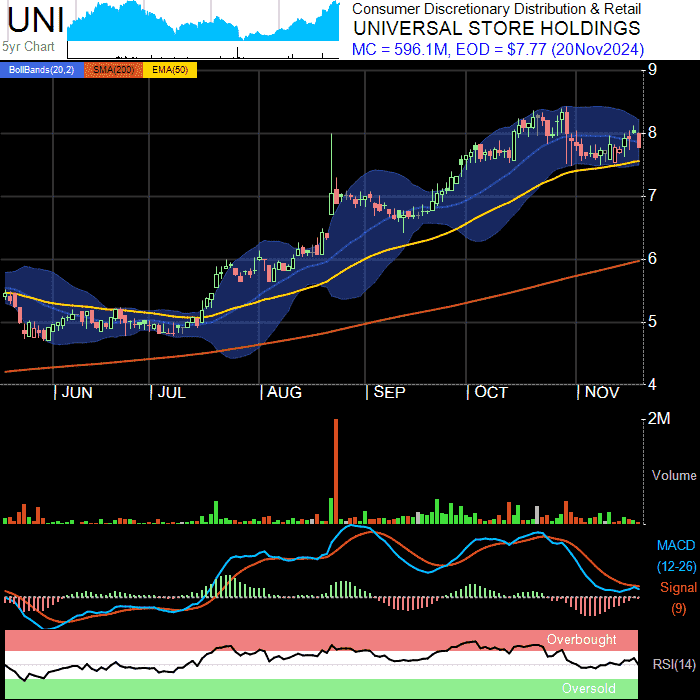 UNI
5yr Chart
Consumer Discretionary Distribution & Retail
UNIVERSAL STORE HOLDINGS
MC = 596.1M, EOD = $7.77 (20Nov2024)
BollBands(20,2) SMA(200) EMA(50)
9
8
7
6
5
4
JUN JUL AUG SEP OCT NOV
2M
Volume
MACD
(12-26)
Signal
(9)
Overbought
RSI(14)
Oversold